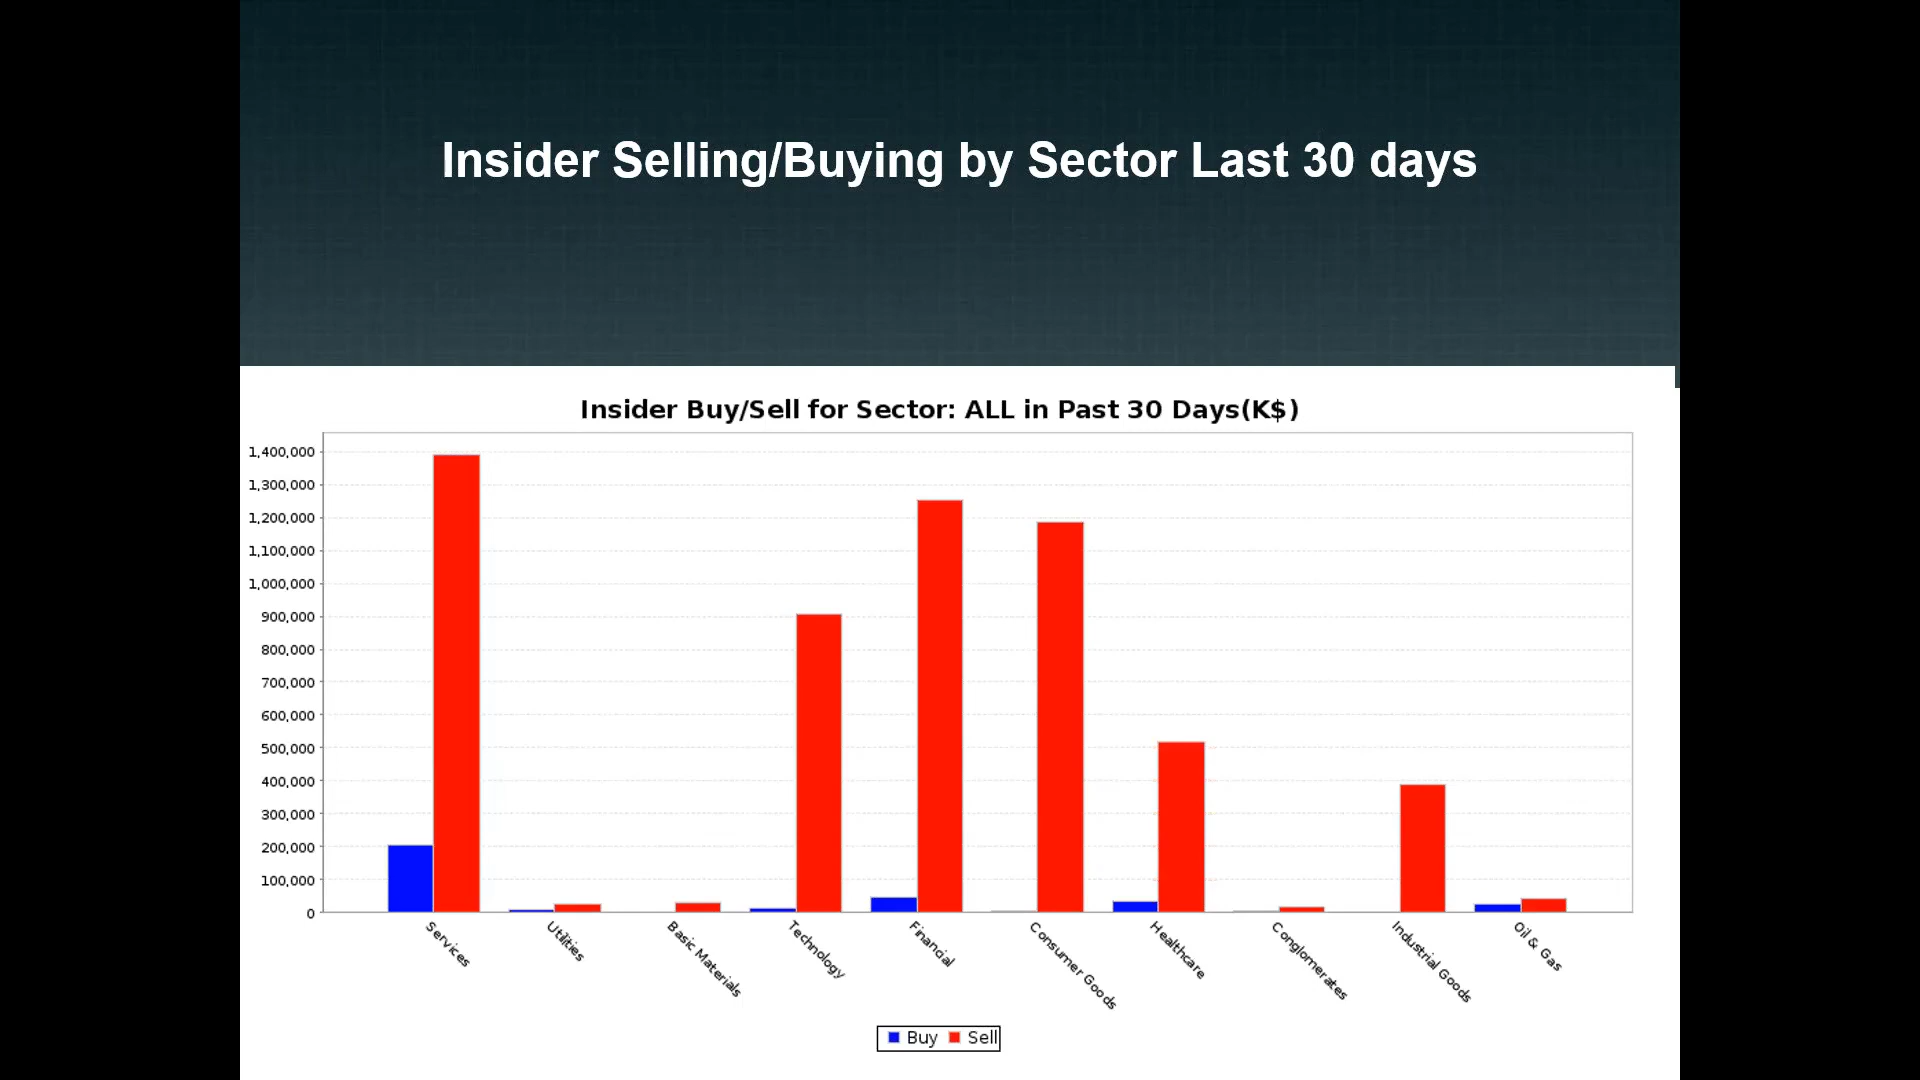 Insider Selling/Buying by Sector Last 30 days
Insider Buy/Sell for Sector: ALL in Past 30 Days(K$)
1,400,000
1,300,000
1,200,000
1,100,000
1,000,000
900,000
800,000
700,000
600,000
500,000
400,000
300,000
200,000
100,000
0
Services
Utilities
Basic Materials
Technology
Financial
Consumer Goods
Healthcare
Conglomerates
Industrial Goods
Oil & Gas
Buy Sell